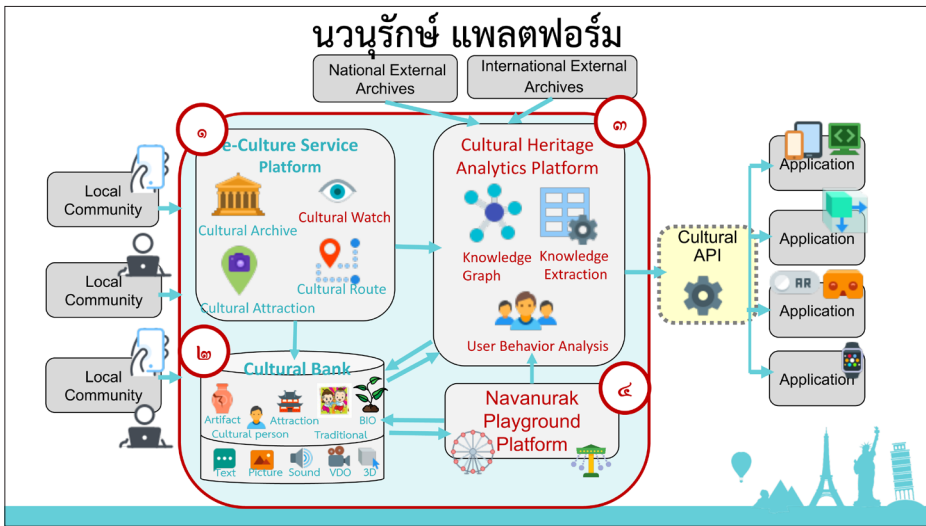 นวนุรักษ์ แพลตฟอร์ม
National External
Archives
International External
Archives
๑
e-Culture Service
Platform
Cultural Archive
Cultural Watch
Cultural Attraction
Cultural Route
๓
Cultural Heritage
Analytics Platform
Knowledge
Graph
Knowledge
Extraction
User Behavior Analysis
Local
Community
Local
Community
Local
Community
๒
Cultural Bank
Artifact
Cultural person
Attraction
Traditional
BIO
Text
Picture
Sound
VDO
3D
๔
Navanurak
Playground
Platform
Cultural
API
Application
Application
AR
Application
Application